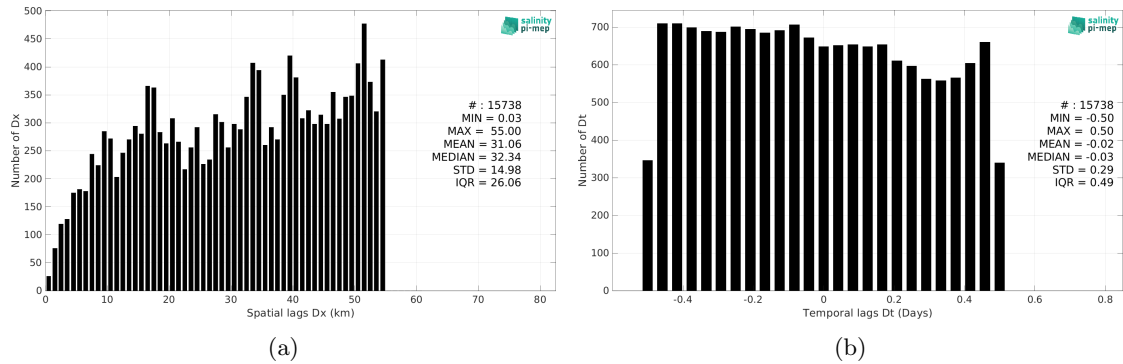 500
450
400
350
300
250
200
150
100
50
0
Number of Dx
0 10 20 30 40 50 60 70 80
Spatial lags Dx (km)
salinity
pi-mep
# : 15738
MIN = 0.03
MAX = 55.00
MEAN = 31.06
MEDIAN = 32.34
STD = 14.98
IQR = 26.06
(a)
700
600
500
400
300
200
100
0
Number of Dt
-0.4 -0.2 0 0.2 0.4 0.6 0.8
Temporal lags Dt (Days)
salinity
pi-mep
# : 15738
MIN = -0.50
MAX = 0.50
MEAN = -0.02
MEDIAN = -0.03
STD = 0.29
IQR = 0.49
(b)